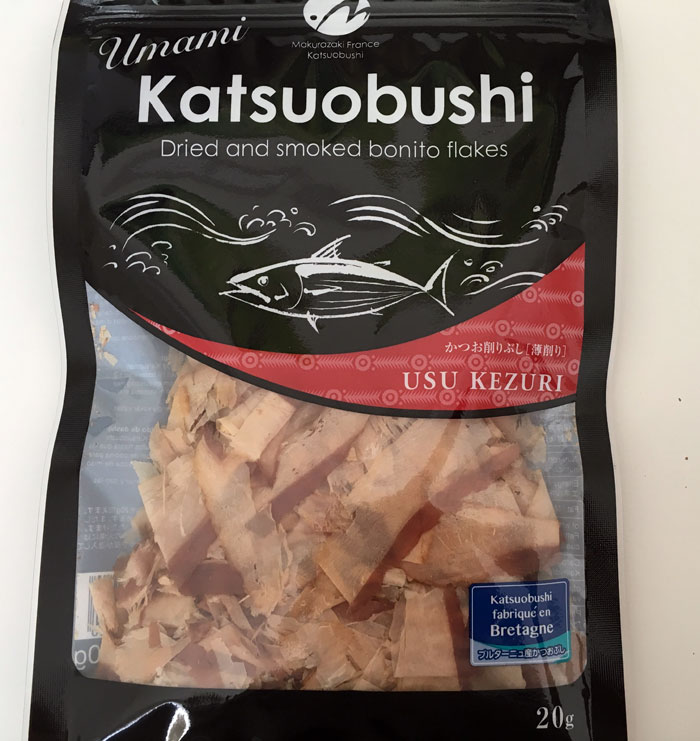 Umami
Makurazaki France
Katsuobushi
Katsuobushi
Dried and smoked bonito flakes
かつお削りぶし［薄削り］
USU KEZURI
Katsuobushi
fabriqué en
Bretagne
ブルターニュ産かつおぶし
20g